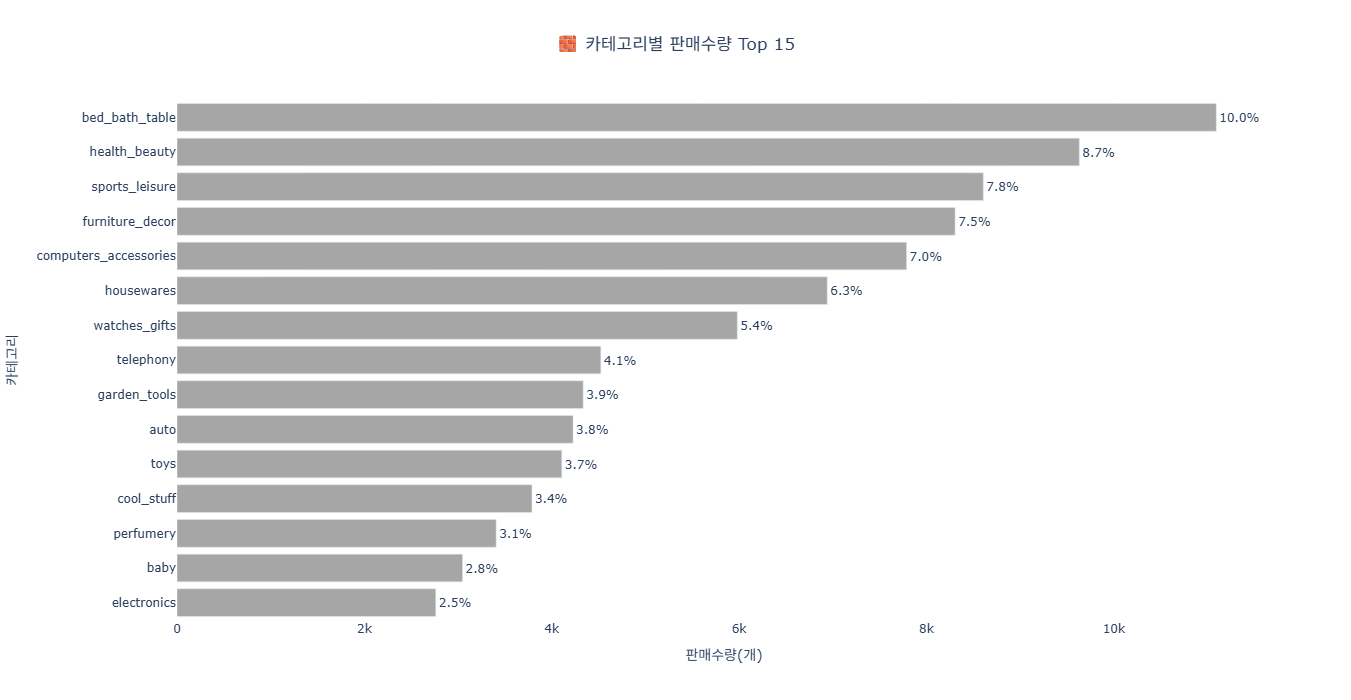 🧱 카테고리별 판매수량 Top 15
bed_bath_table 10.0%
health_beauty 8.7%
sports_leisure 7.8%
furniture_decor 7.5%
computers_accessories 7.0%
housewares 6.3%
watches_gifts 5.4%
telephony 4.1%
garden_tools 3.9%
auto 3.8%
toys 3.7%
cool_stuff 3.4%
perfumery 3.1%
baby 2.8%
electronics 2.5%
0 2k 4k 6k 8k 10k
판매수량(개)
카테고리